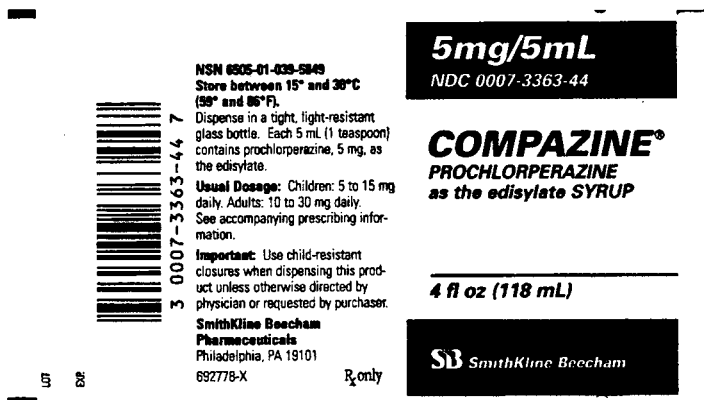 NSN 6505-01-039-5849
Store between 15° and 30°C
(59° and 86°F).
Dispense in a tight, light-resistant
glass bottle. Each 5 mL (1 teaspoon)
contains prochlorperazine, 5 mg, as
the edisylate.
Usual Dosage: Children: 5 to 15 mg
daily. Adults: 10 to 30 mg daily.
See accompanying prescribing infor-
mation.
Important: Use child-resistant
closures when dispensing this prod-
uct unless otherwise directed by
physician or requested by purchaser.
SmithKline Beecham
Pharmaceuticals
Philadelphia, PA 19101
692778-X ℞ only
3 0007-3363-44 7
LOT
EXP.
5mg/5mL
NDC 0007-3363-44
COMPAZINE®
PROCHLORPERAZINE
as the edisylate SYRUP
4 fl oz (118 mL)
SB SmithKline Beecham